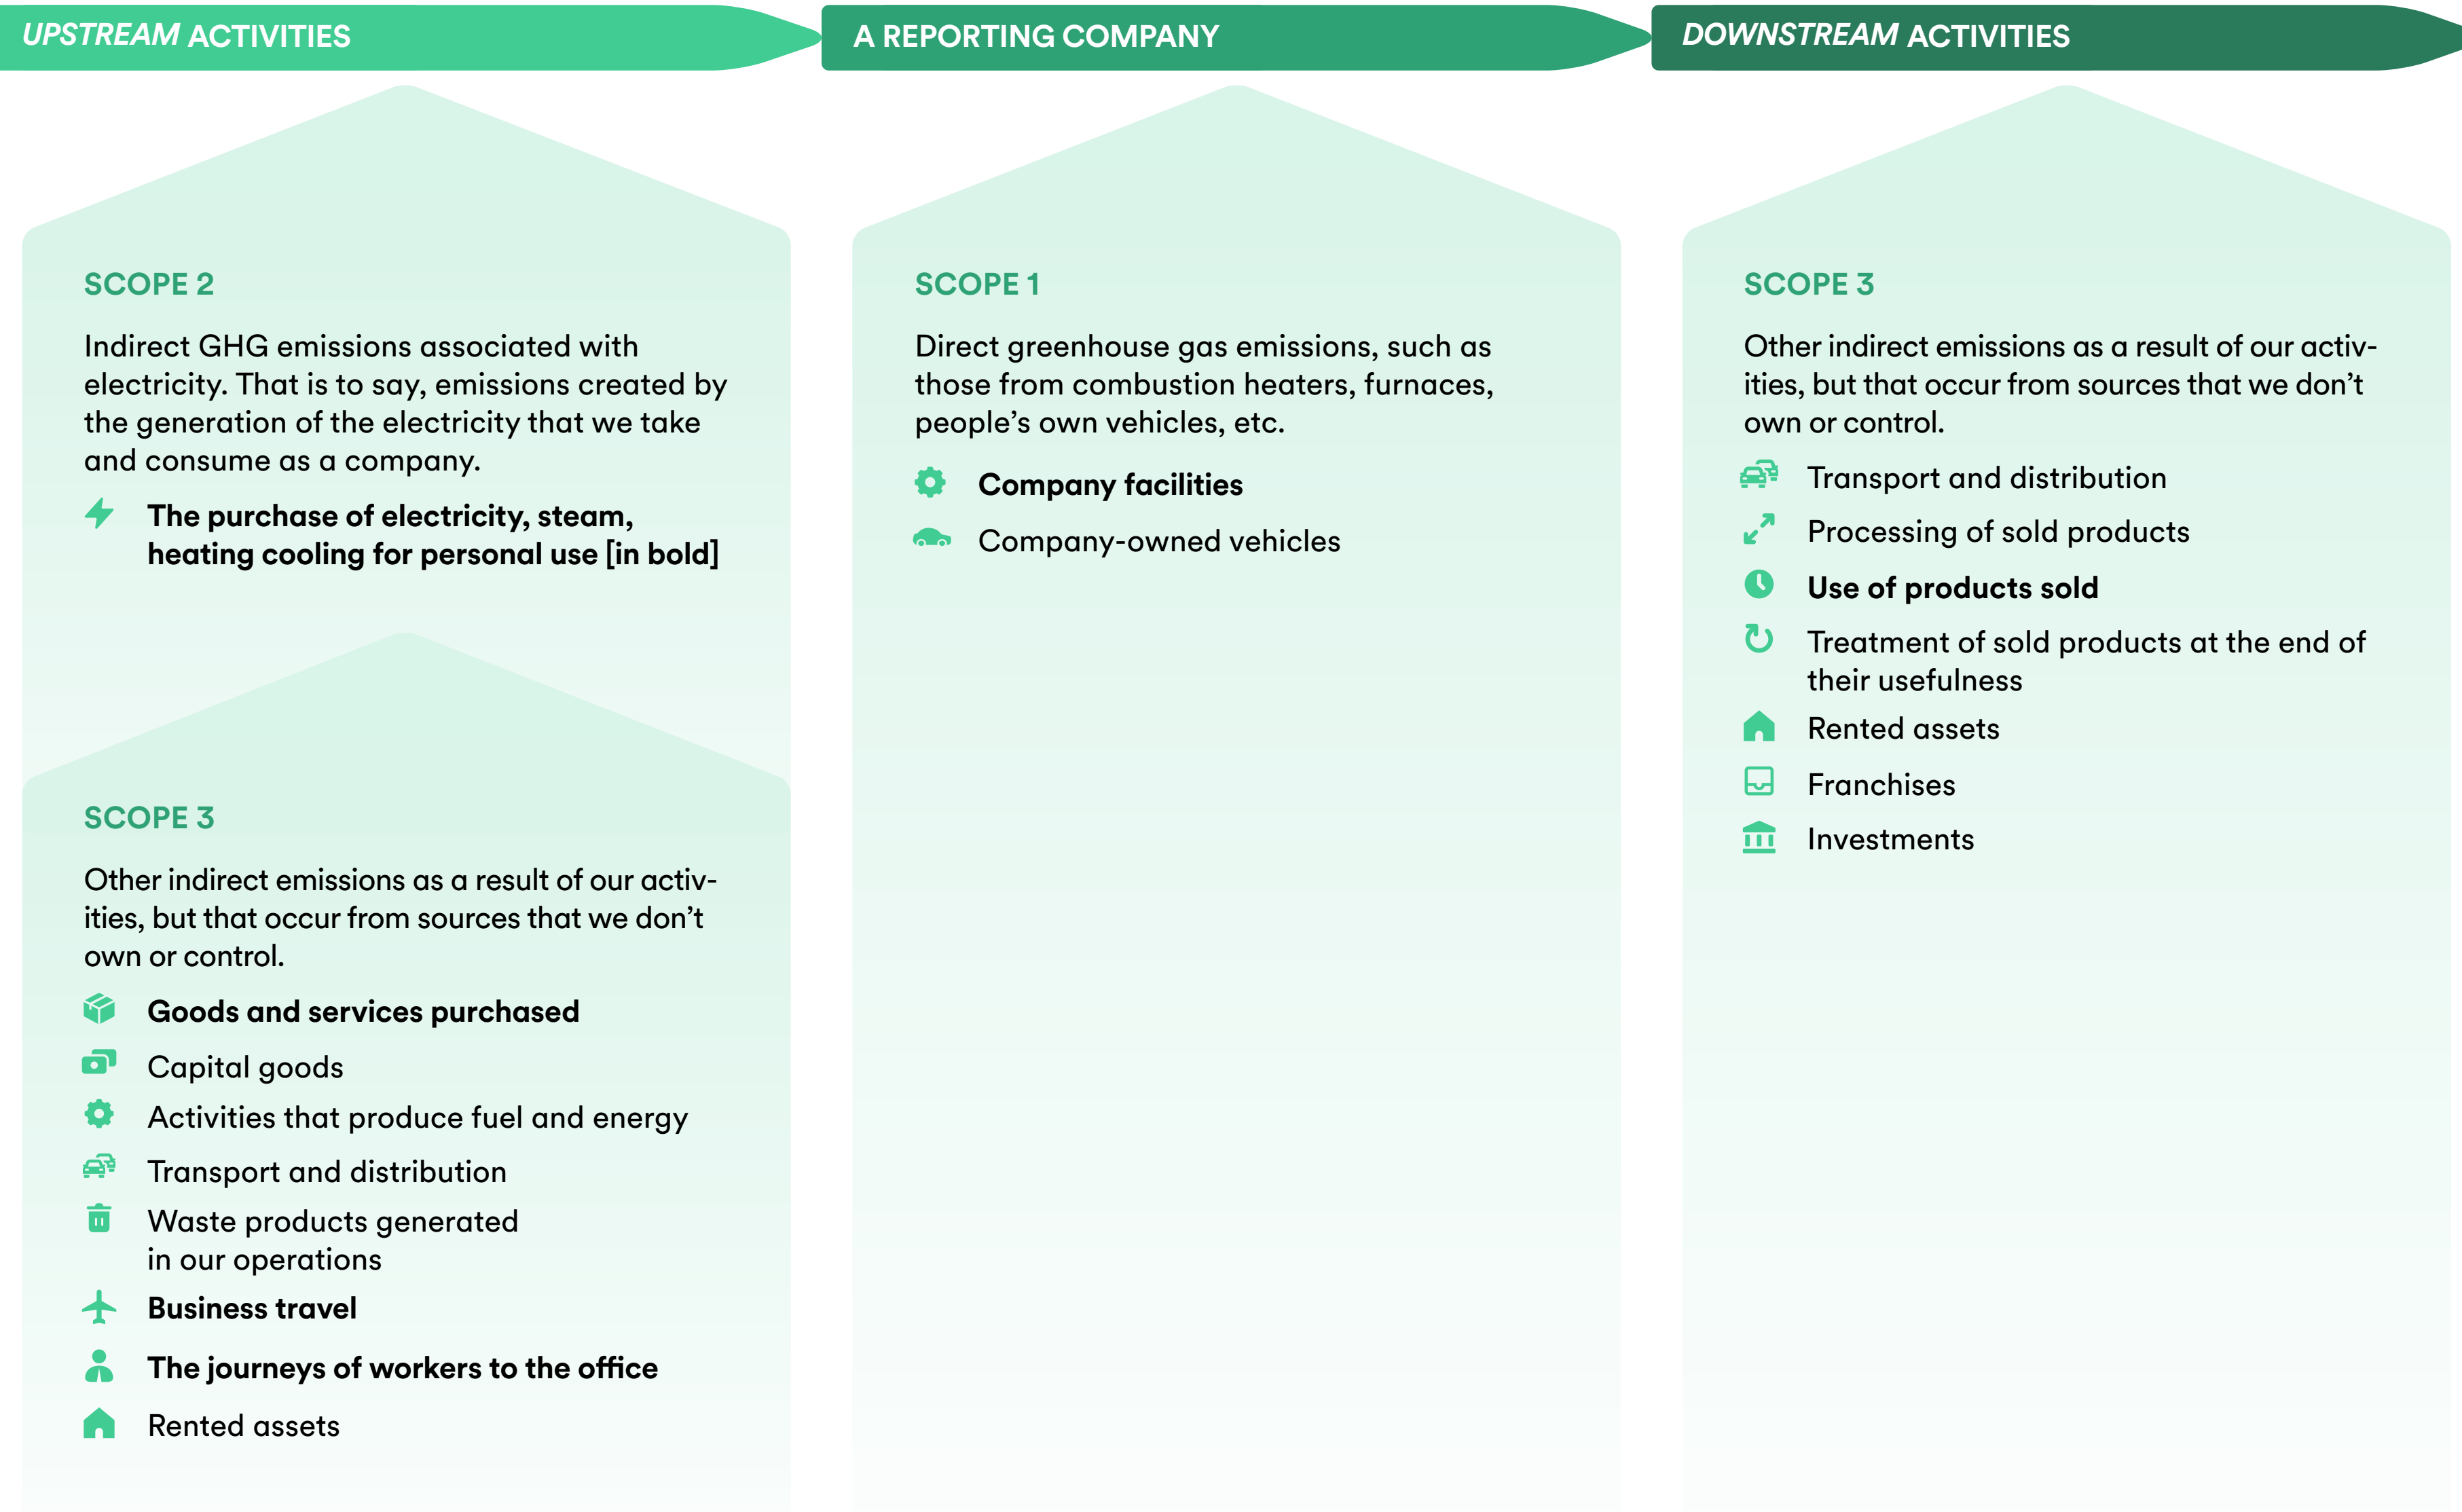 UPSTREAM ACTIVITIES
SCOPE 2
Indirect GHG emissions associated with
electricity. That is to say, emissions created by
the generation of the electricity that we take
and consume as a company.
The purchase of electricity, steam,
heating cooling for personal use [in bold]
SCOPE 3
Other indirect emissions as a result of our activ-
ities, but that occur from sources that we don’t
own or control.
Goods and services purchased
Capital goods
Activities that produce fuel and energy
Transport and distribution
Waste products generated
in our operations
Business travel
The journeys of workers to the office
Rented assets
A REPORTING COMPANY
SCOPE 1
Direct greenhouse gas emissions, such as
those from combustion heaters, furnaces,
people’s own vehicles, etc.
Company facilities
Company-owned vehicles
DOWNSTREAM ACTIVITIES
SCOPE 3
Other indirect emissions as a result of our activ-
ities, but that occur from sources that we don’t
own or control.
Transport and distribution
Processing of sold products
Use of products sold
Treatment of sold products at the end of
their usefulness
Rented assets
Franchises
Investments